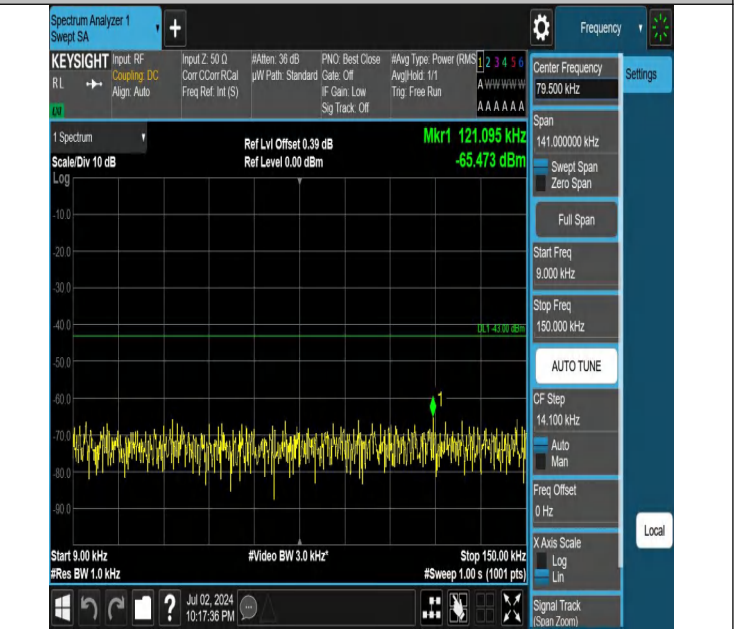 Spectrum Analyzer 1
Swept SA
+
Frequency
KEYSIGHT
RL
Input: RF
Coupling: DC
Align: Auto
Input Z: 50 Ω
Corr CCorr RCal
Freq Ref: Int (S)
#Atten: 36 dB
µW Path: Standard
PNO: Best Close
Gate: Off
IF Gain: Low
Sig Track: Off
#Avg Type: Power (RMS
Avg|Hold: 1/1
Trig: Free Run
1 2 3 4 5 6
A W W W W W
A A A A A A
1 Spectrum
Scale/Div 10 dB
Log
Ref Lvl Offset 0.39 dB
Ref Level 0.00 dBm
Mkr1 121.095 kHz
-65.473 dBm
-10.0
-20.0
-30.0
-40.0
DL1 -43.00 dBm
-50.0
-60.0
1
-70.0
-80.0
-90.0
Start 9.00 kHz
#Res BW 1.0 kHz
#Video BW 3.0 kHz*
Stop 150.00 kHz
#Sweep 1.00 s (1001 pts)
Center Frequency
79.500 kHz
Settings
Span
141.000000 kHz
Swept Span
Zero Span
Full Span
Start Freq
9.000 kHz
Stop Freq
150.000 kHz
AUTO TUNE
CF Step
14.100 kHz
Auto
Man
Freq Offset
0 Hz
X Axis Scale
Log
Lin
Local
Signal Track
(Span Zoom)
?
Jul 02, 2024
10:17:36 PM